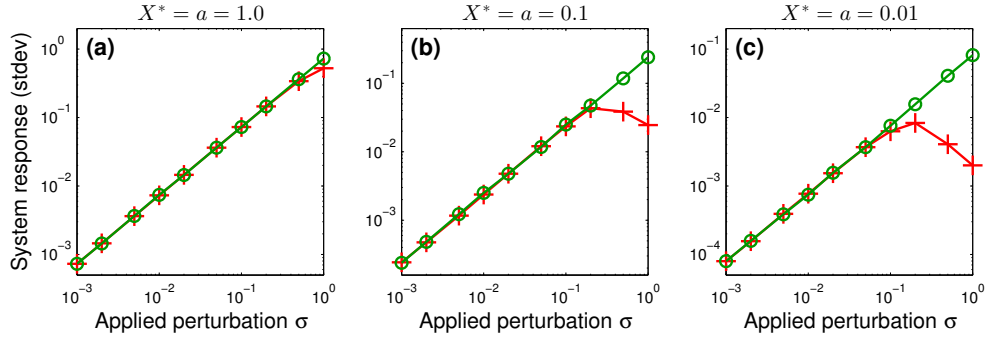 X* = a = 1.0
X* = a = 0.1
X* = a = 0.01
(a)
(b)
(c)
System response (stdev)
10⁰
10⁻¹
10⁻²
10⁻³
10⁻¹
10⁻²
10⁻³
10⁻¹
10⁻²
10⁻³
10⁻⁴
10⁻³ 10⁻² 10⁻¹ 10⁰
10⁻³ 10⁻² 10⁻¹ 10⁰
10⁻³ 10⁻² 10⁻¹ 10⁰
Applied perturbation σ
Applied perturbation σ
Applied perturbation σ